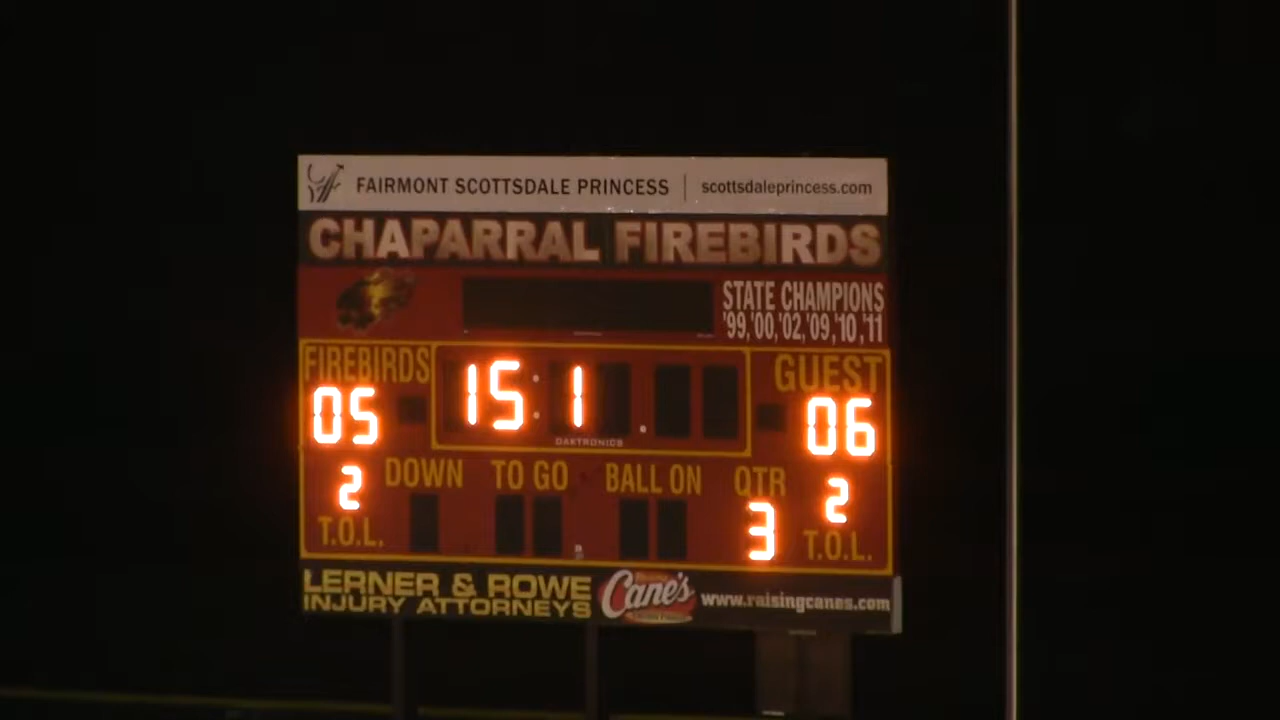 FAIRMONT SCOTTSDALE PRINCESS | scottsdaleprincess.com
CHAPARRAL FIREBIRDS
STATE CHAMPIONS
'99,'00,'02,'09,'10,'11
FIREBIRDS
GUEST
05
15:1
06
DAKTRONICS
DOWN TO GO BALL ON QTR
2
3
2
T.O.L.
T.O.L.
LERNER & ROWE
INJURY ATTORNEYS
Cane's
www.raisingcanes.com